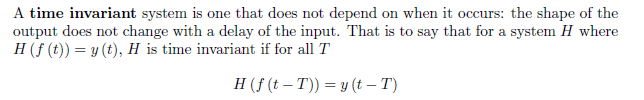 A time invariant system is one that does not depend on when it occurs: the shape of the
output does not change with a delay of the input. That is to say that for a system H where
H (f (t)) = y (t), H is time invariant if for all T
H (f (t − T)) = y (t − T)